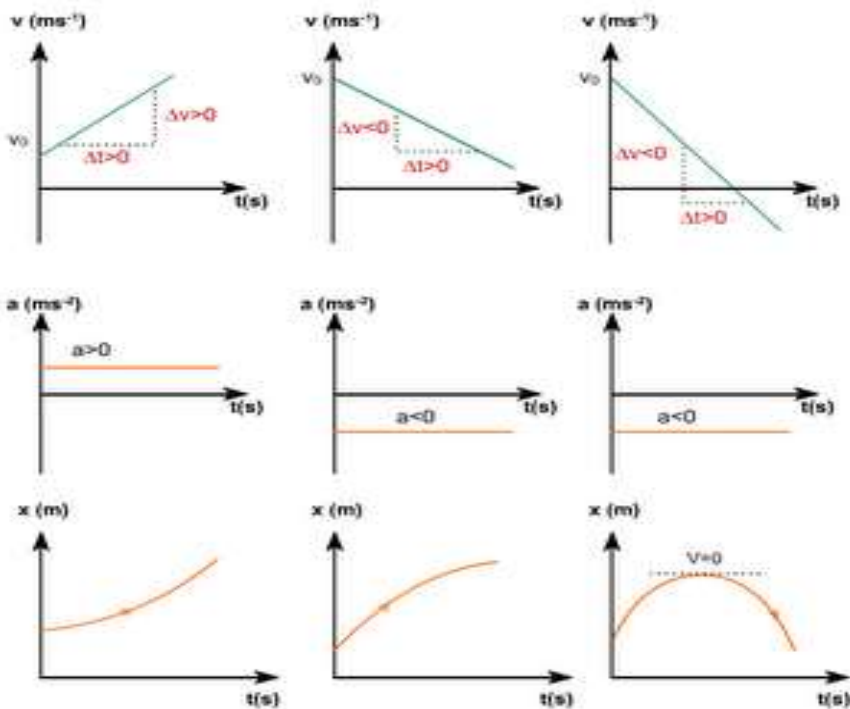 v (ms⁻¹) v (ms⁻¹) v (ms⁻¹)
v₀ v₀
Δv>0 Δv<0
v₀ Δv<0
Δt>0 Δt>0
t(s) t(s) Δt>0 t(s)
a (ms⁻²) a (ms⁻²) a (ms⁻²)
a>0
t(s) t(s) t(s)
a<0 a<0
x (m) x (m) x (m)
V=0
t(s) t(s) t(s)